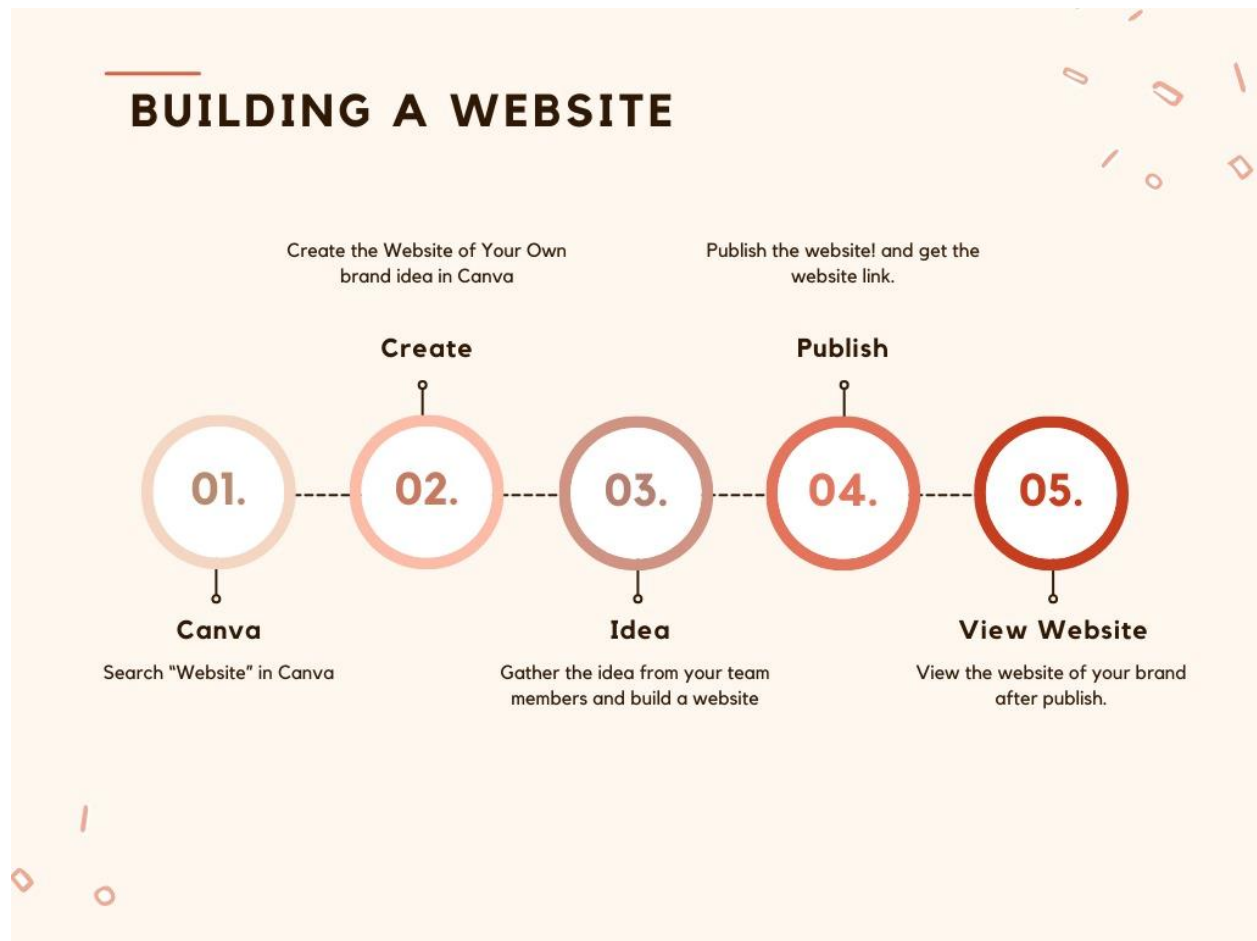 BUILDING A WEBSITE
Create the Website of Your Own
brand idea in Canva
Publish the website! and get the
website link.
Create
Publish
01.
02.
03.
04.
05.
Canva
Search “Website” in Canva
Idea
Gather the idea from your team
members and build a website
View Website
View the website of your brand
after publish.